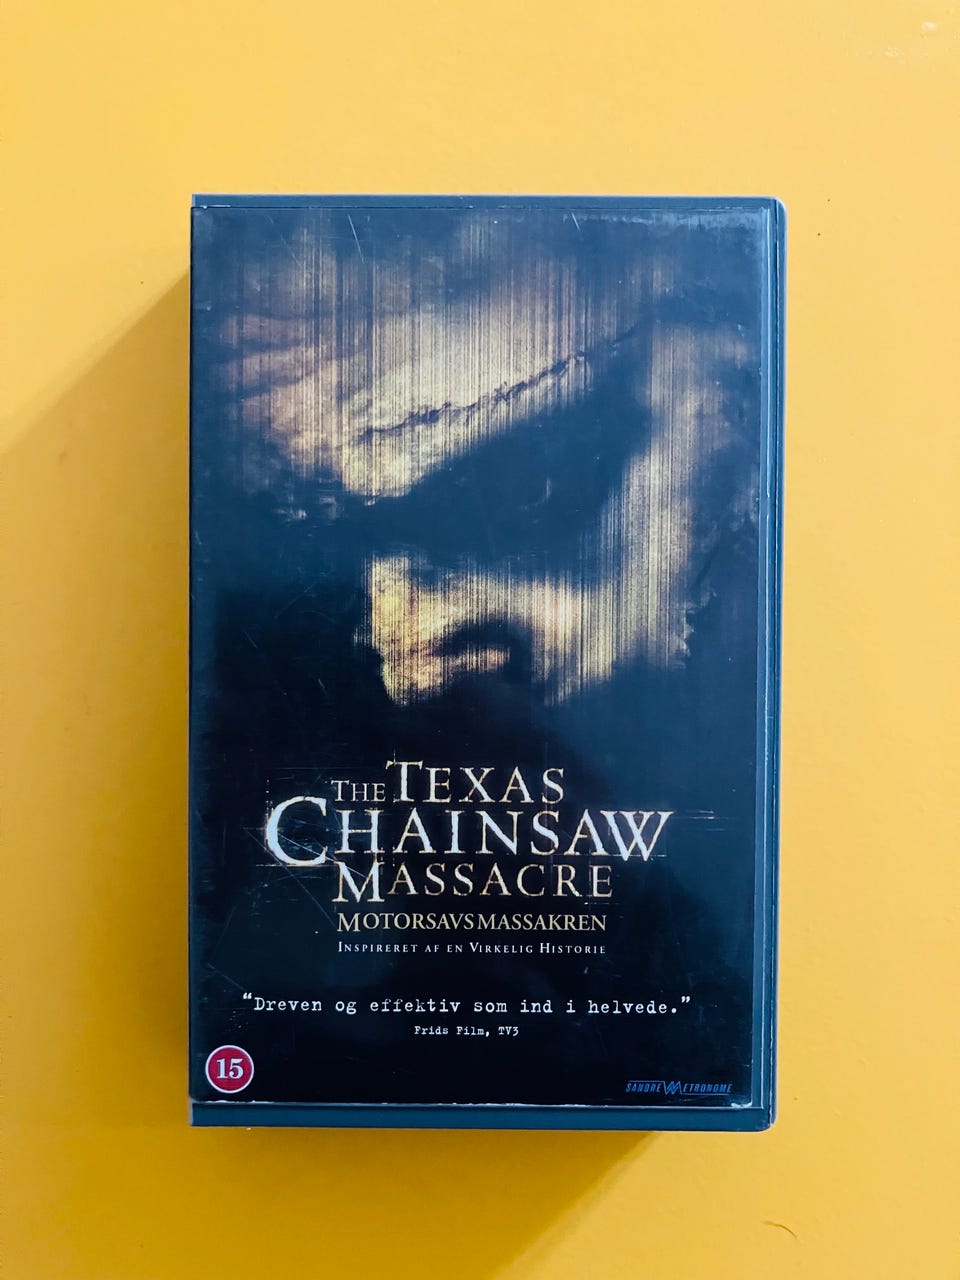 THE TEXAS
CHAINSAW
MASSACRE
MOTORSAVSMASSAKREN
INSPIRERET AF EN VIRKELIG HISTORIE
“Dreven og effektiv som ind i helvede.”
Frids Film, TV3
15
SANDREW METRONOME